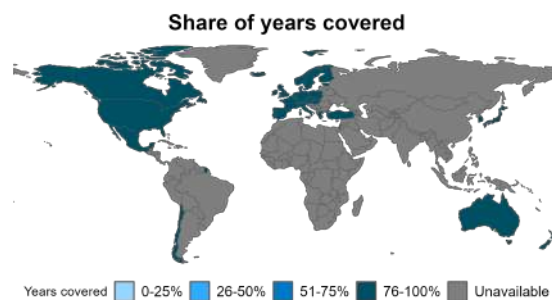 Share of years covered
Years covered 0-25% 26-50% 51-75% 76-100% Unavailable